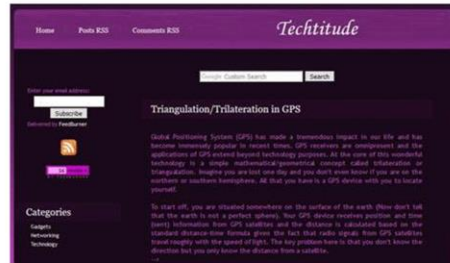 Home Posts RSS Comments RSS
Techtitude
Google Custom Search Search
Enter your email address:
Subscribe
Delivered by FeedBurner
Triangulation/Trilateration in GPS
Global Positioning System (GPS) has made a tremendous impact in our life and has
become immensely popular in recent times. GPS receivers are omnipresent and the
applications of GPS extend beyond technology purposes. At the core of this wonderful
technology is a simple mathematical/geometrical concept called trilateration or
triangulation. Imagine you are lost one day and you don't even know if you are on the
northern or southern hemisphere. All that you have is a GPS device with you to locate
yourself.
To start off, you are situated somewhere on the surface of the earth (Now don't tell
that the earth is not a perfect sphere). Your GPS device receives position and time
(sent) information from GPS satellites and the distance is calculated based on the
standard distance-time formula given the fact that radio signals from GPS satellites
travel roughly with the speed of light. The key problem here is that you don't know the
direction but you only know the distance from a satellite.
Categories
Gadgets
Networking
Technology